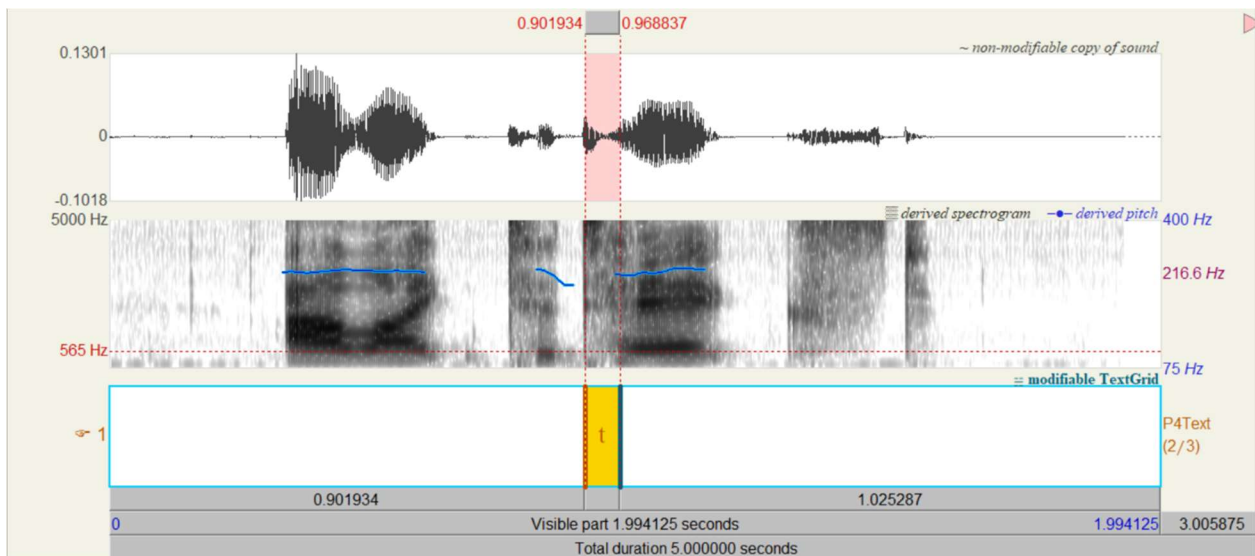 0.901934 0.968837
0.1301
~ non-modifiable copy of sound
0
-0.1018
5000 Hz
derived spectrogram derived pitch
400 Hz
216.6 Hz
565 Hz
75 Hz
modifiable TextGrid
1
t
P4Text
(2/3)
0.901934 1.025287
0 Visible part 1.994125 seconds 1.994125 3.005875
Total duration 5.000000 seconds